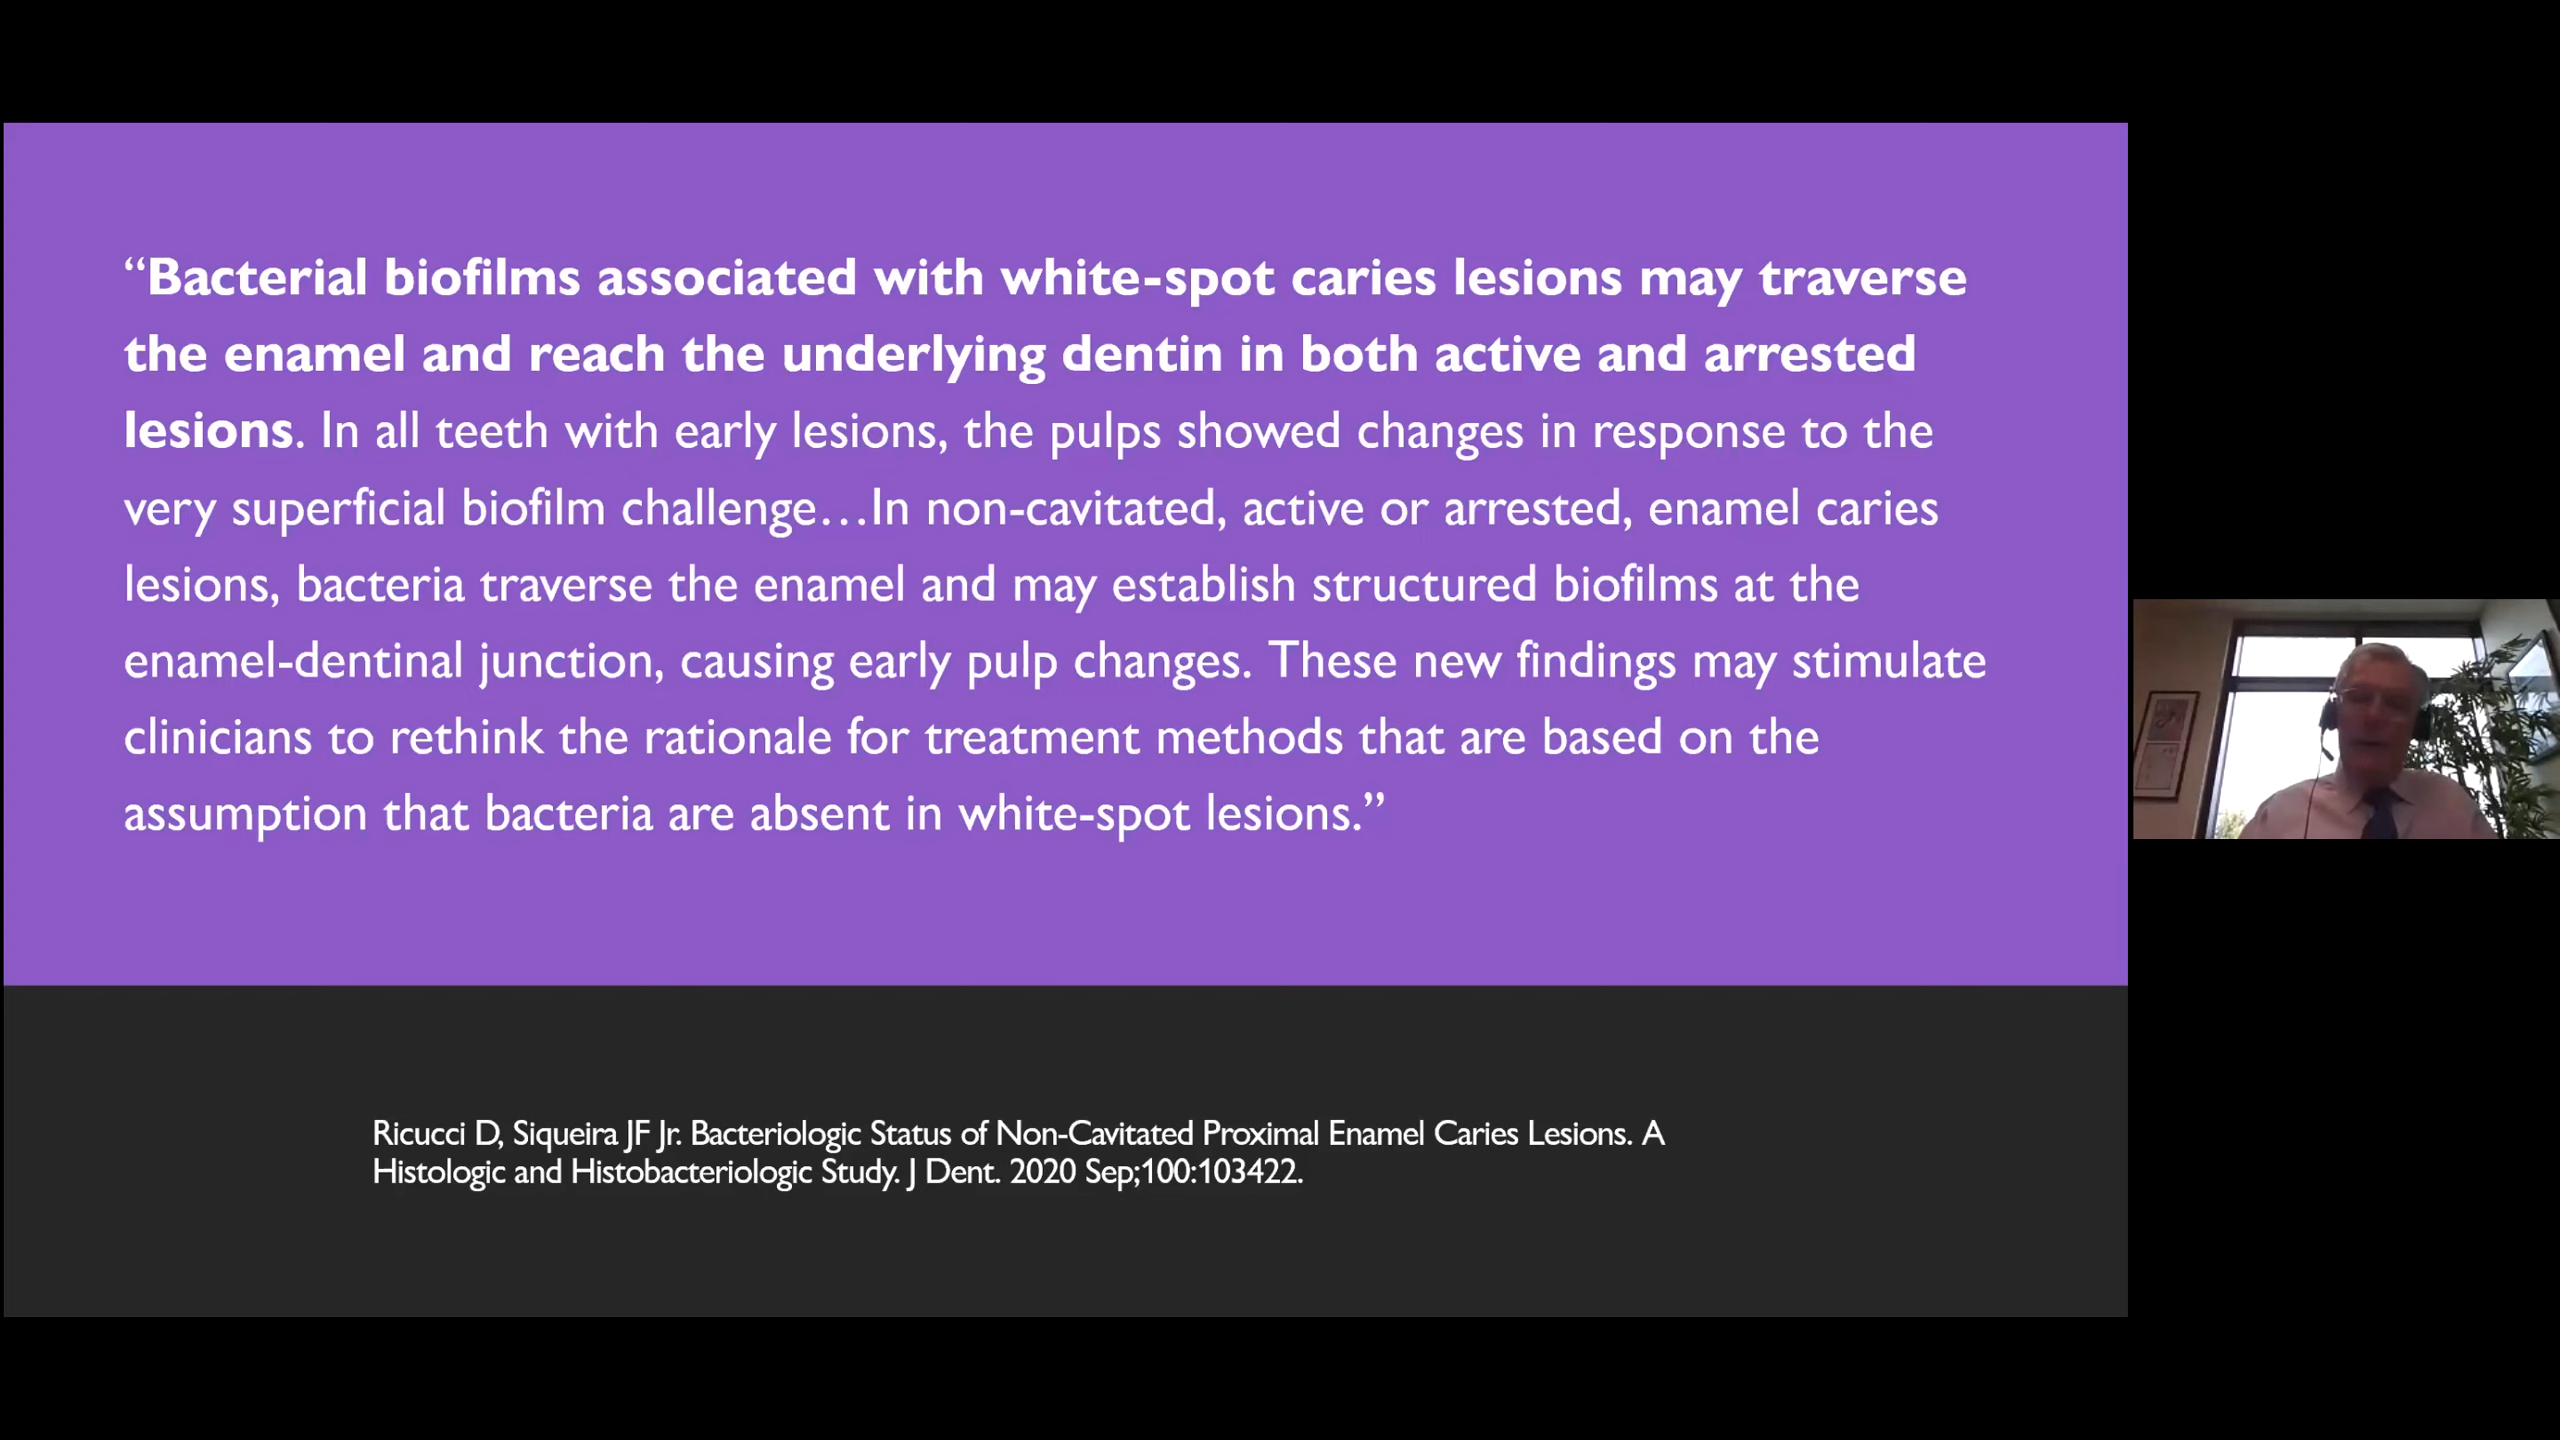 “Bacterial biofilms associated with white-spot caries lesions may traverse
the enamel and reach the underlying dentin in both active and arrested
lesions. In all teeth with early lesions, the pulps showed changes in response to the
very superficial biofilm challenge…In non-cavitated, active or arrested, enamel caries
lesions, bacteria traverse the enamel and may establish structured biofilms at the
enamel-dentinal junction, causing early pulp changes. These new findings may stimulate
clinicians to rethink the rationale for treatment methods that are based on the
assumption that bacteria are absent in white-spot lesions.”
Ricucci D, Siqueira JF Jr. Bacteriologic Status of Non-Cavitated Proximal Enamel Caries Lesions. A
Histologic and Histobacteriologic Study. J Dent. 2020 Sep;100:103422.